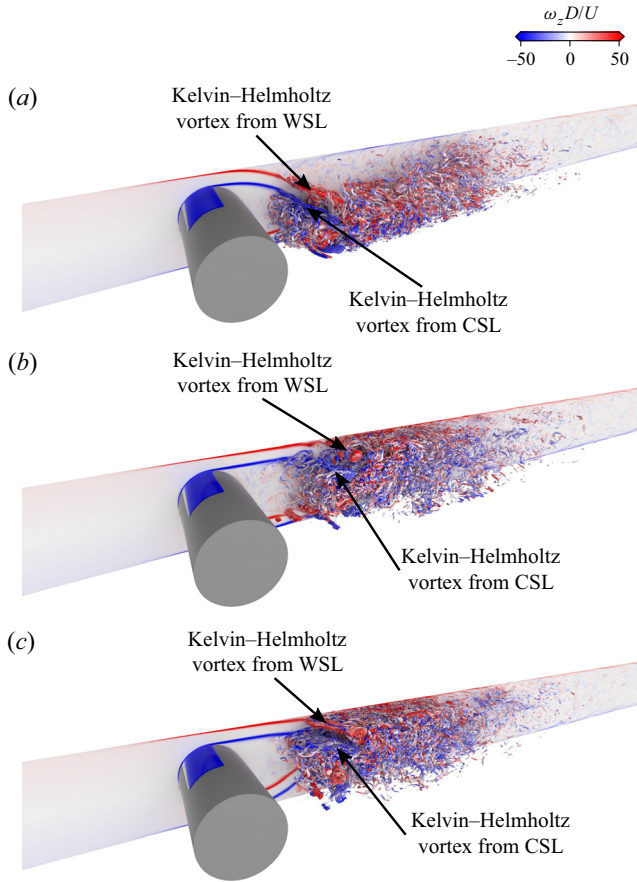 ω_z D/U
−50 0 50
(a)
Kelvin–Helmholtz
vortex from WSL
Kelvin–Helmholtz
vortex from CSL
(b)
Kelvin–Helmholtz
vortex from WSL
Kelvin–Helmholtz
vortex from CSL
(c)
Kelvin–Helmholtz
vortex from WSL
Kelvin–Helmholtz
vortex from CSL